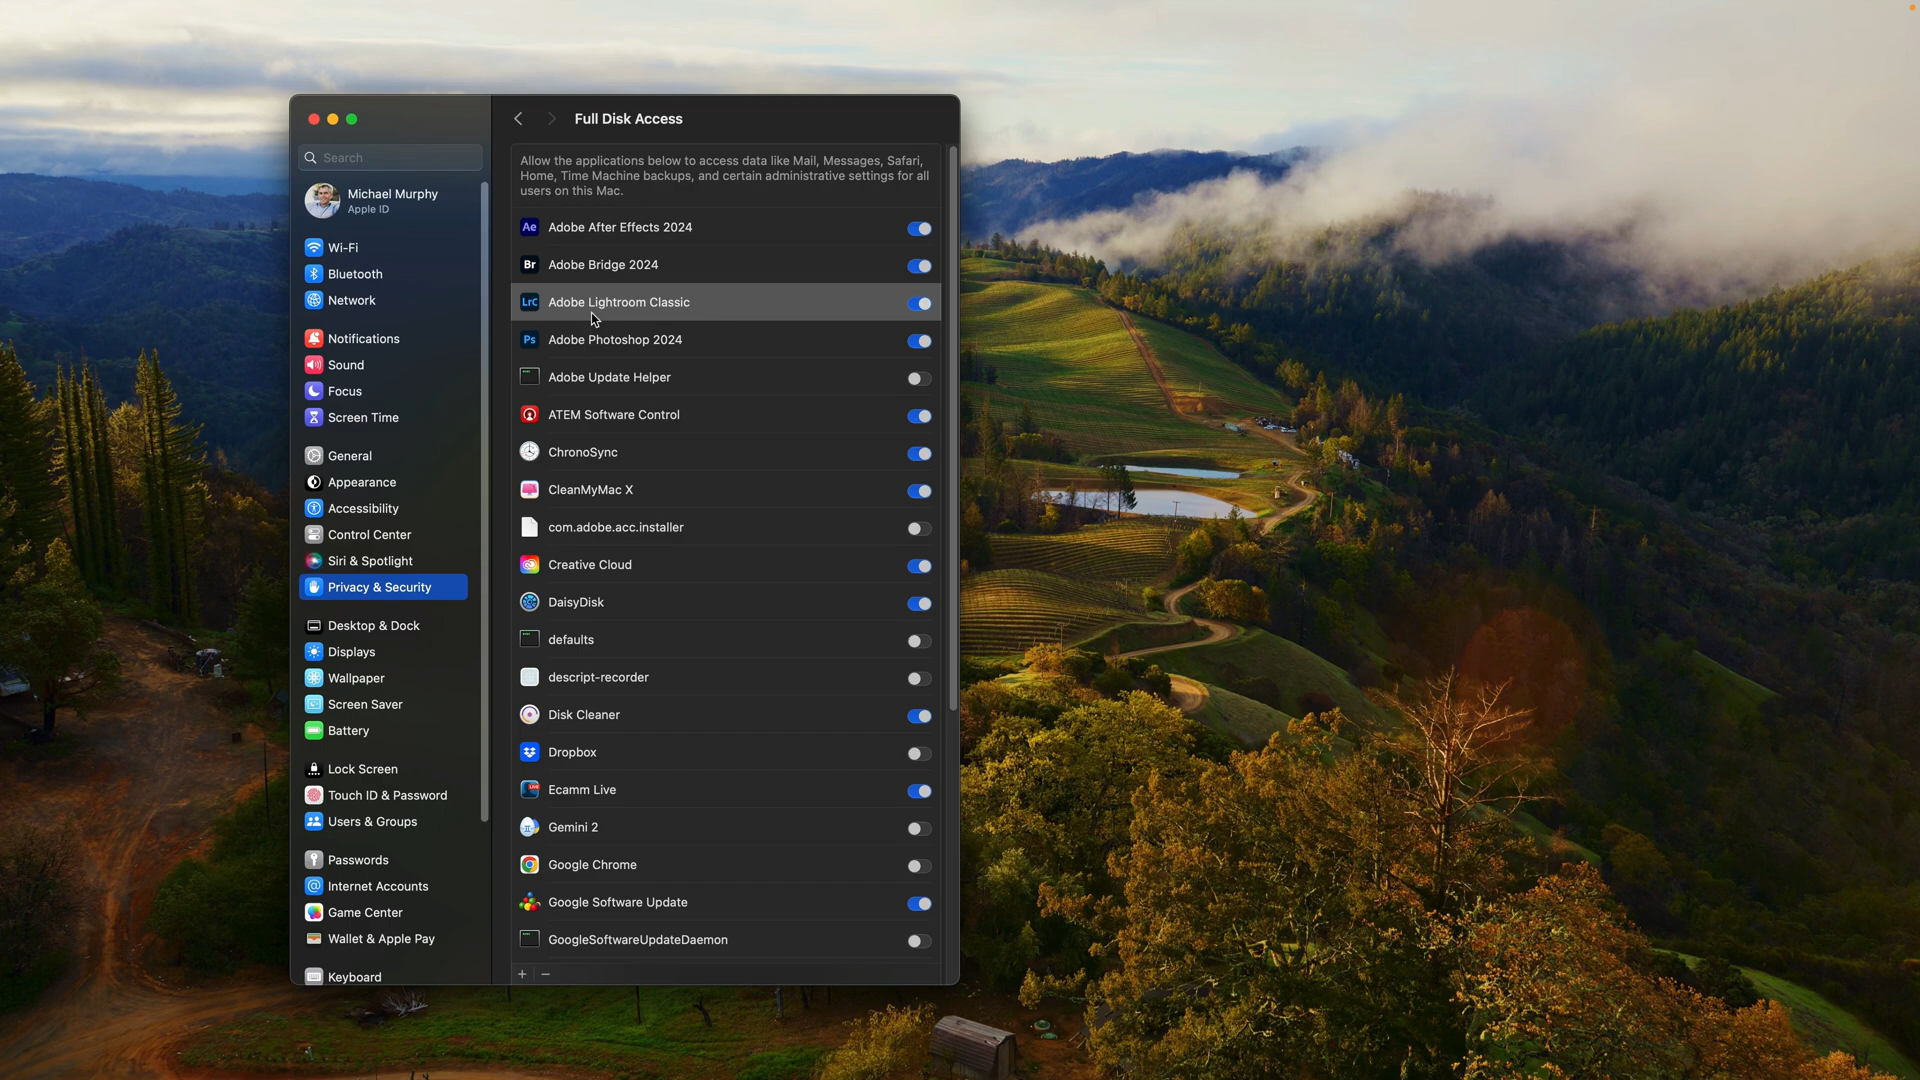 Full Disk Access
Search
Michael Murphy
Apple ID
Wi-Fi
Bluetooth
Network
Notifications
Sound
Focus
Screen Time
General
Appearance
Accessibility
Control Center
Siri & Spotlight
Privacy & Security
Desktop & Dock
Displays
Wallpaper
Screen Saver
Battery
Lock Screen
Touch ID & Password
Users & Groups
Passwords
Internet Accounts
Game Center
Wallet & Apple Pay
Keyboard
Allow the applications below to access data like Mail, Messages, Safari,
Home, Time Machine backups, and certain administrative settings for all
users on this Mac.
Ae Adobe After Effects 2024
Br Adobe Bridge 2024
LrC Adobe Lightroom Classic
Ps Adobe Photoshop 2024
Adobe Update Helper
ATEM Software Control
ChronoSync
CleanMyMac X
com.adobe.acc.installer
Creative Cloud
DaisyDisk
defaults
descript-recorder
Disk Cleaner
Dropbox
Ecamm Live
Gemini 2
Google Chrome
Google Software Update
GoogleSoftwareUpdateDaemon
+ −